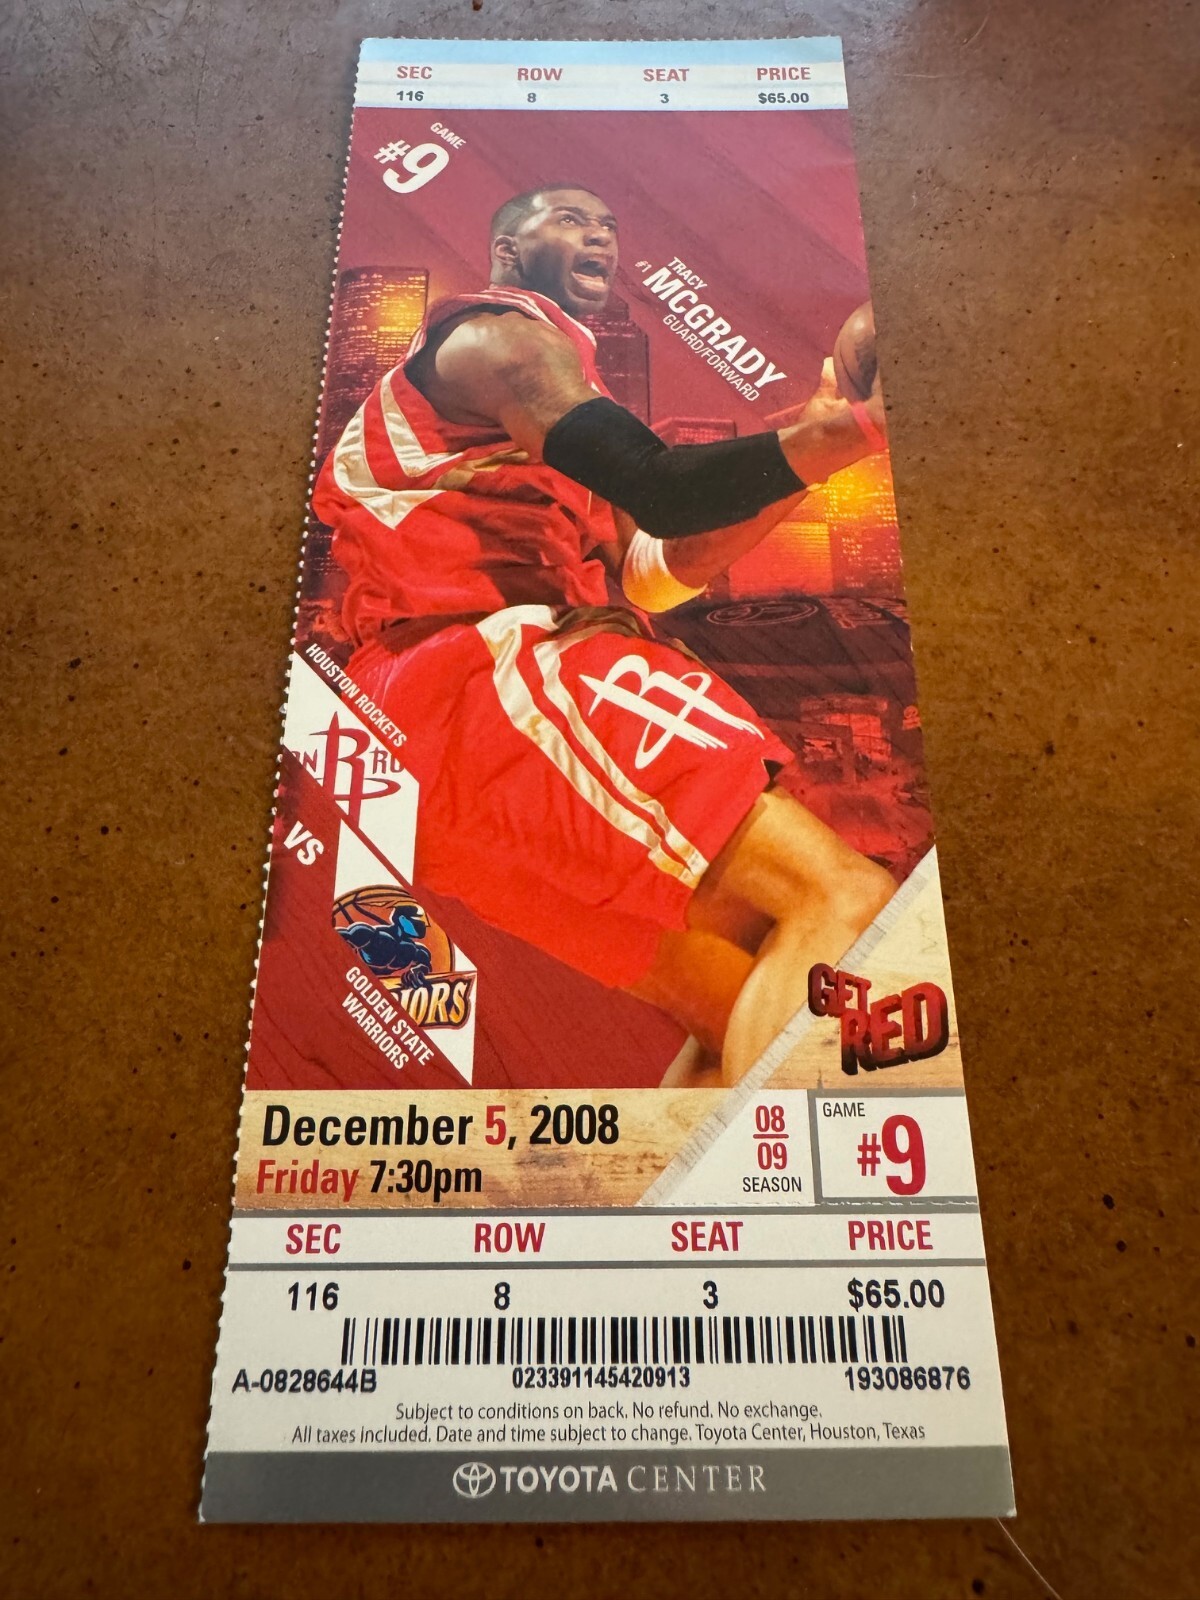 SEC ROW SEAT PRICE
116 8 3 $65.00
GAME
#9
TRACY
#1 MCGRADY
GUARD/FORWARD
HOUSTON ROCKETS
VS
GOLDEN STATE
WARRIORS
GET
RED
December 5, 2008
Friday 7:30pm
08
09
SEASON
GAME
#9
SEC ROW SEAT PRICE
116 8 3 $65.00
A-0828644B 023391145420913 193086876
Subject to conditions on back. No refund. No exchange.
All taxes included. Date and time subject to change. Toyota Center, Houston, Texas
TOYOTA CENTER